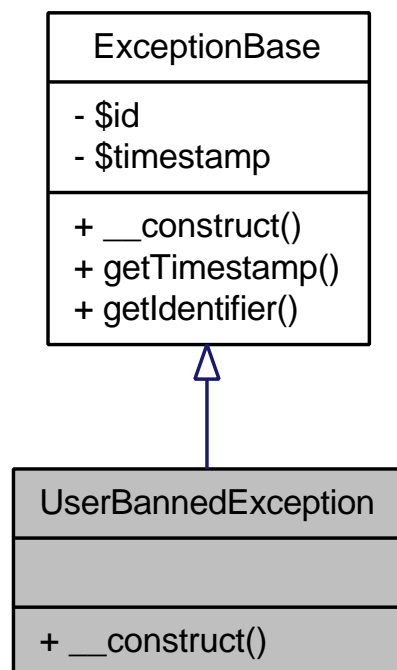 ExceptionBase
- $id
- $timestamp
+ __construct()
+ getTimestamp()
+ getIdentifier()
UserBannedException
+ __construct()